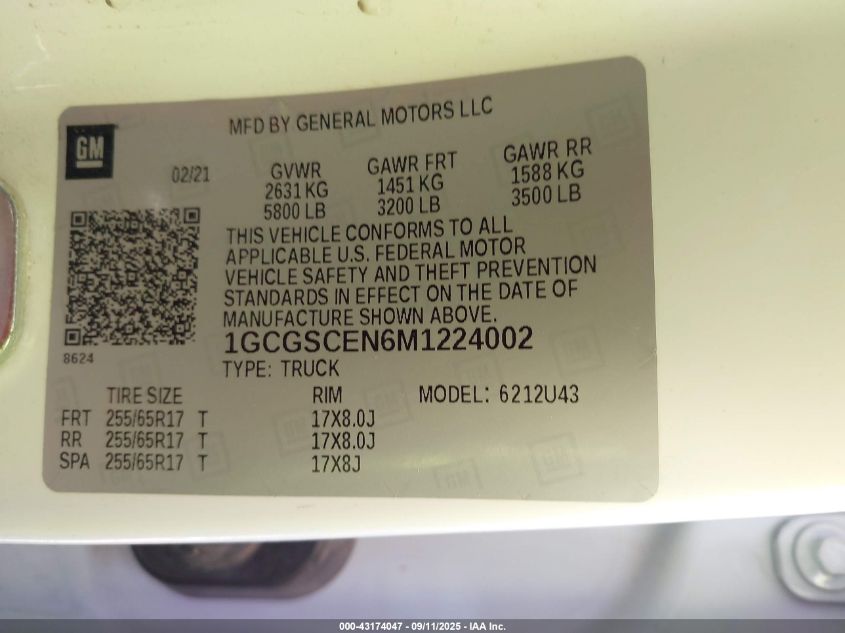 MFD BY GENERAL MOTORS LLC
GM
02/21
GVWR GAWR FRT GAWR RR
2631 KG 1451 KG 1588 KG
5800 LB 3200 LB 3500 LB
THIS VEHICLE CONFORMS TO ALL
APPLICABLE U.S. FEDERAL MOTOR
VEHICLE SAFETY AND THEFT PREVENTION
STANDARDS IN EFFECT ON THE DATE OF
MANUFACTURE SHOWN ABOVE.
1GCGSCEN6M1224002
8624
TYPE: TRUCK
TIRE SIZE RIM MODEL: 6212U43
FRT 255/65R17 T 17X8.0J
RR 255/65R17 T 17X8.0J
SPA 255/65R17 T 17X8J
000-43174047 - 09/11/2025 - IAA Inc.